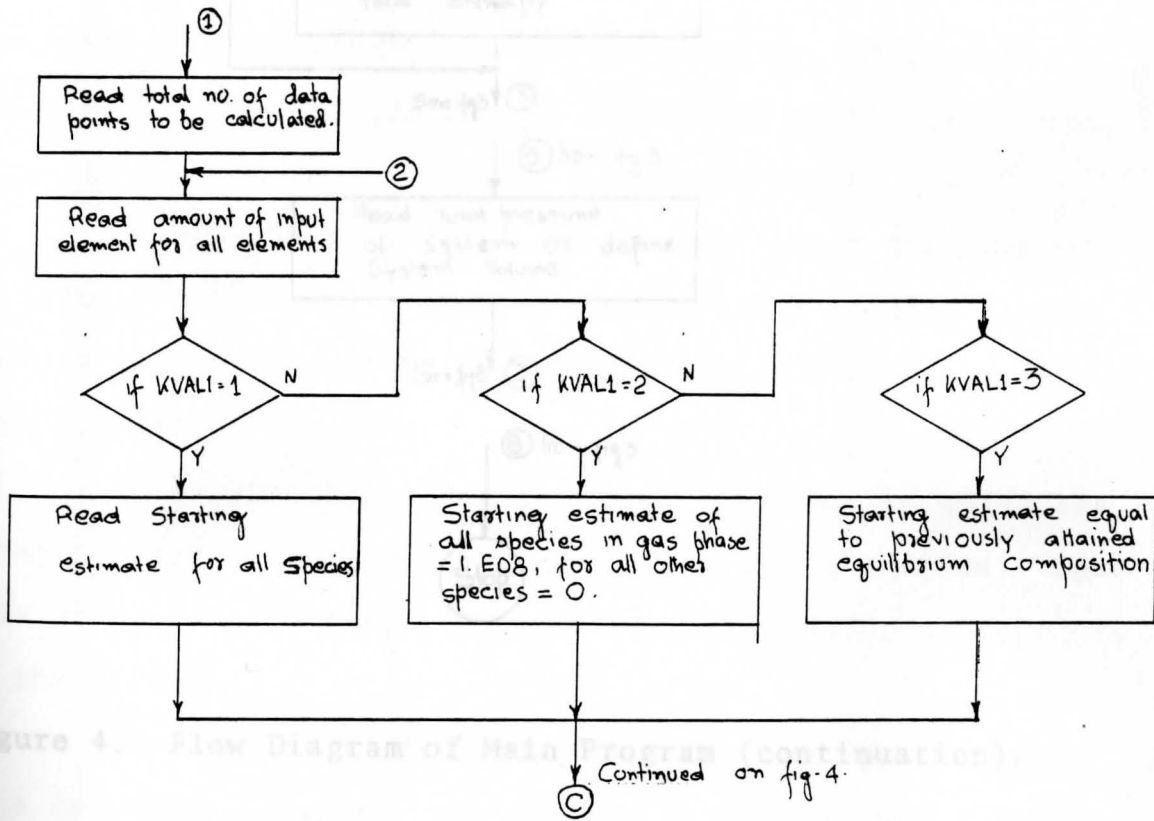 ①
Read total no. of data
points to be calculated.
②
Read amount of input
element for all elements
if KVAL1=1
N
Y
if KVAL1=2
N
Y
if KVAL1=3
Y
Read Starting
estimate for all Species
Starting estimate of
all species in gas phase
=1.E08, for all other
species = 0.
Starting estimate equal
to previously attained
equilibrium composition
Continued on fig-4.
C
gure 4. Flow Diagram of Main Program (continuation).